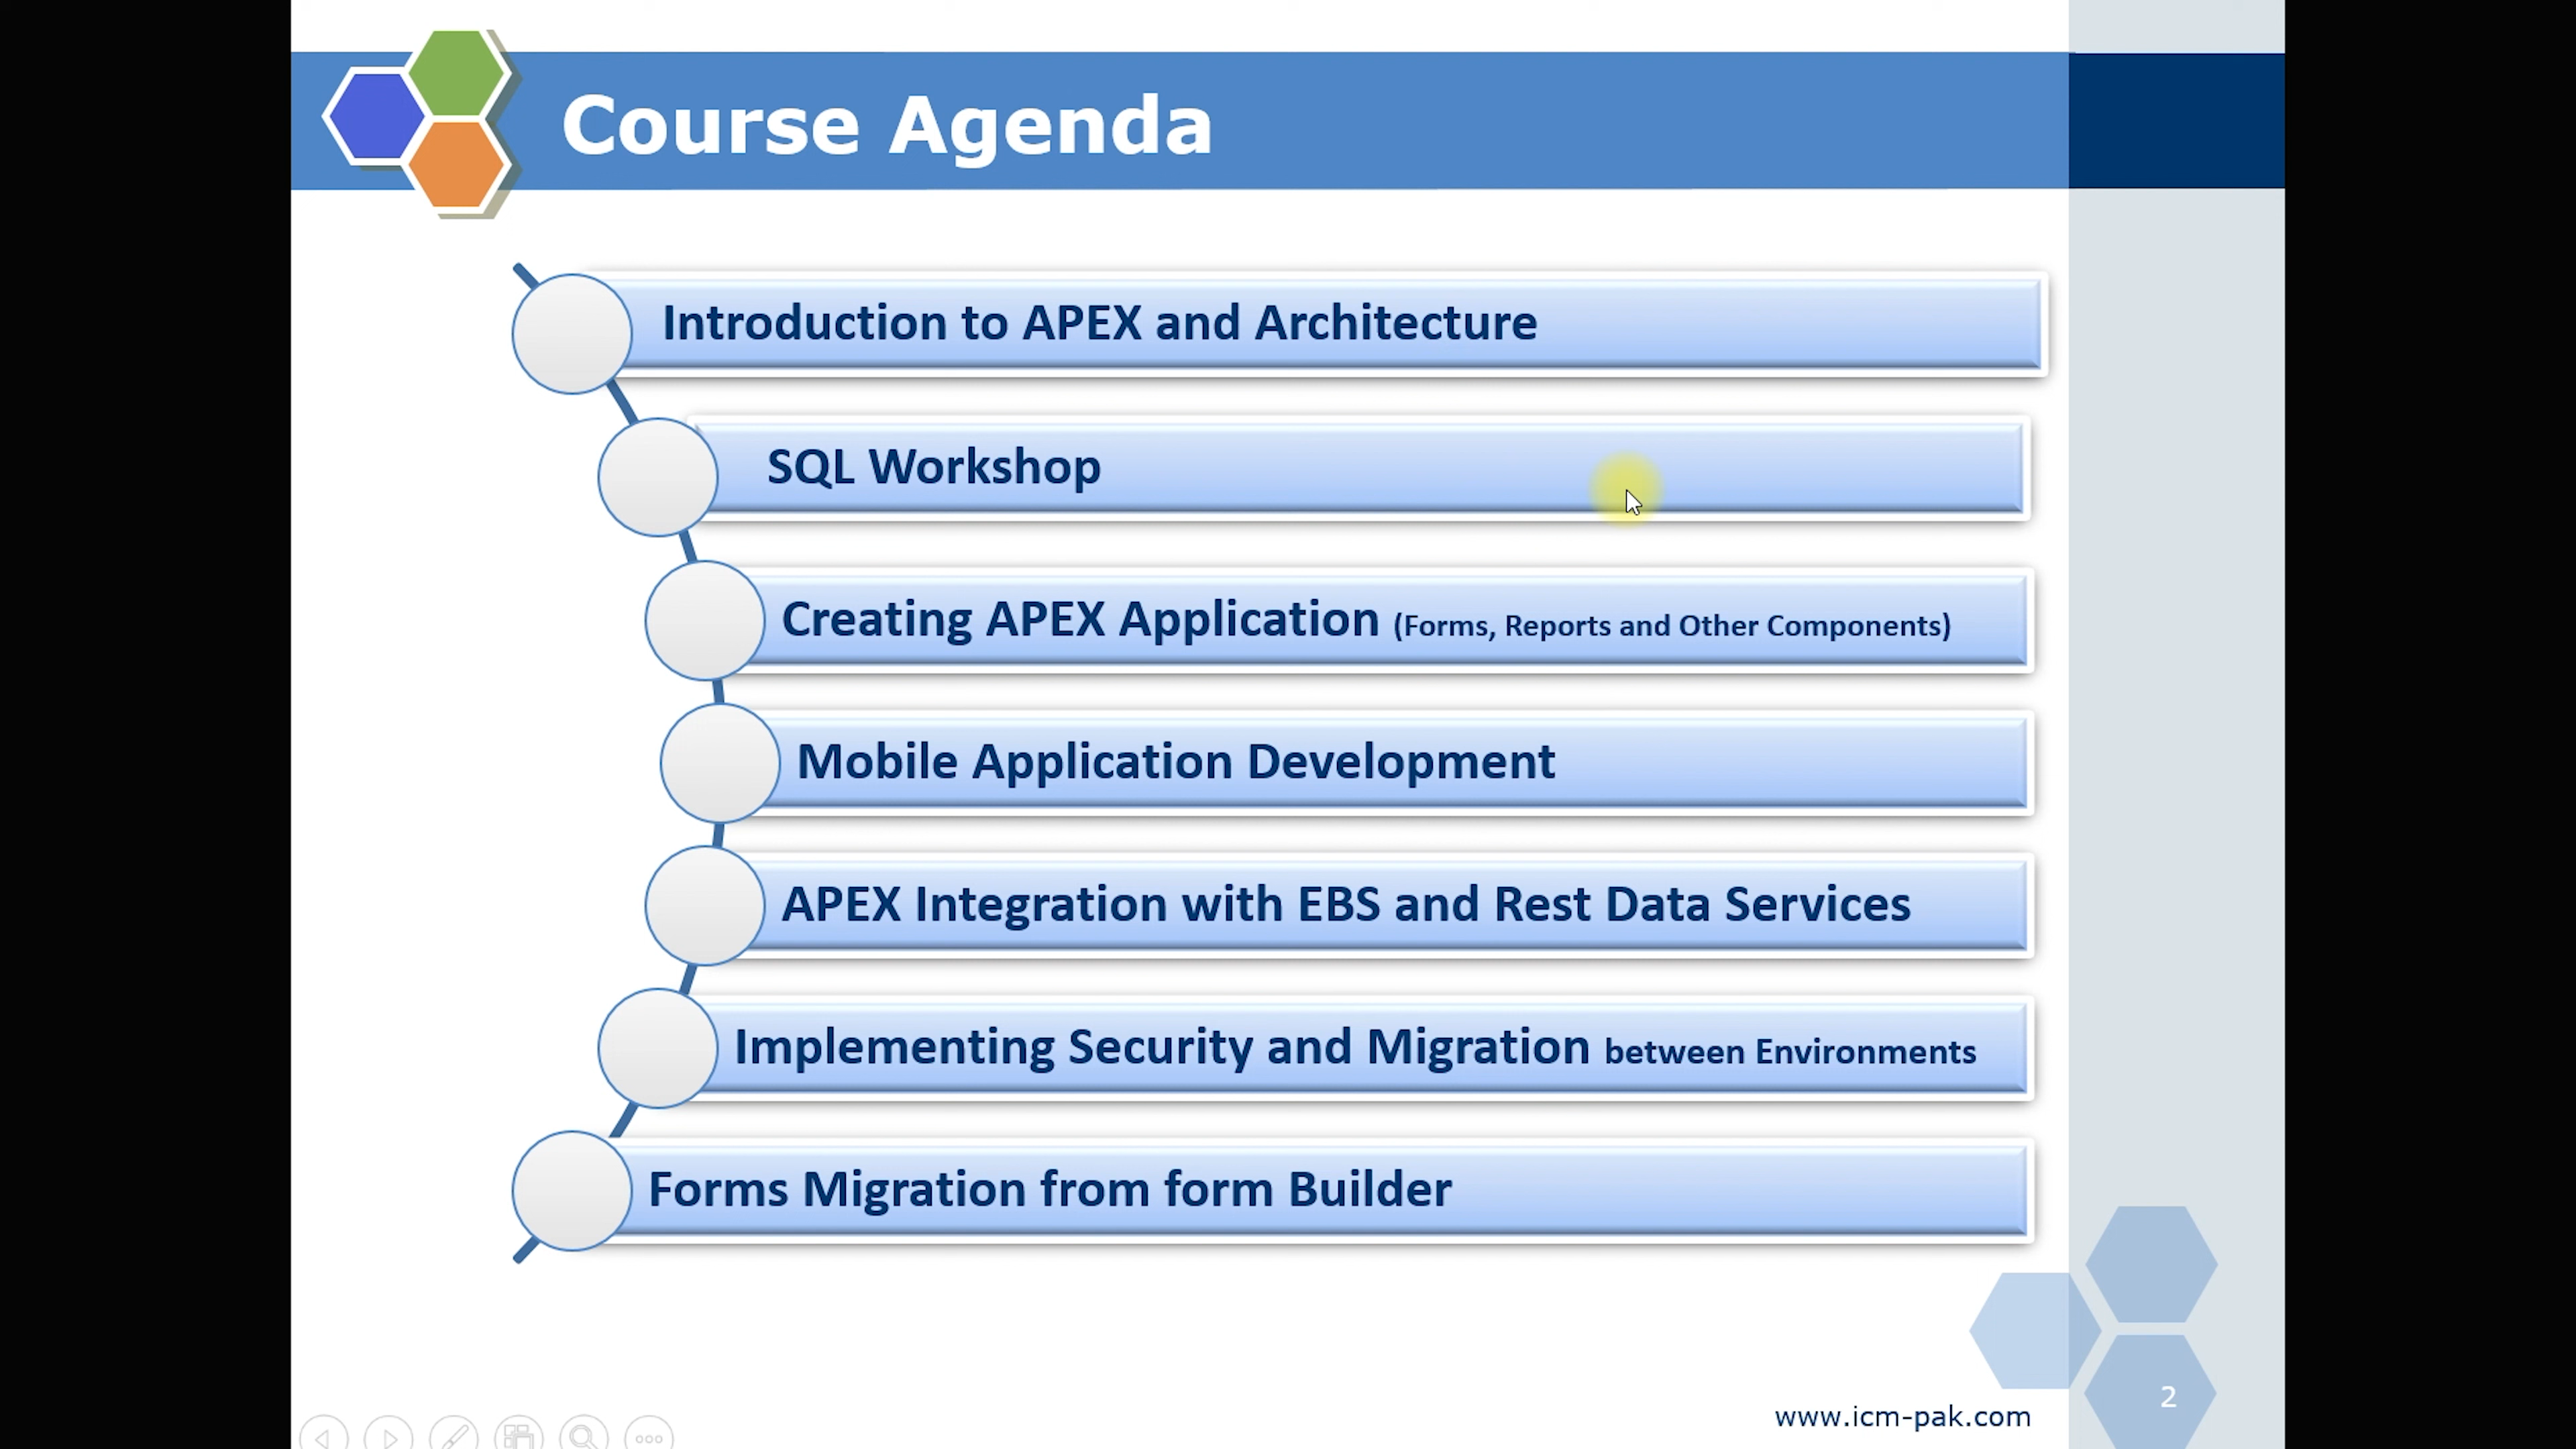 Course Agenda
Introduction to APEX and Architecture
SQL Workshop
Creating APEX Application (Forms, Reports and Other Components)
Mobile Application Development
APEX Integration with EBS and Rest Data Services
Implementing Security and Migration between Environments
Forms Migration from form Builder
www.icm-pak.com
2